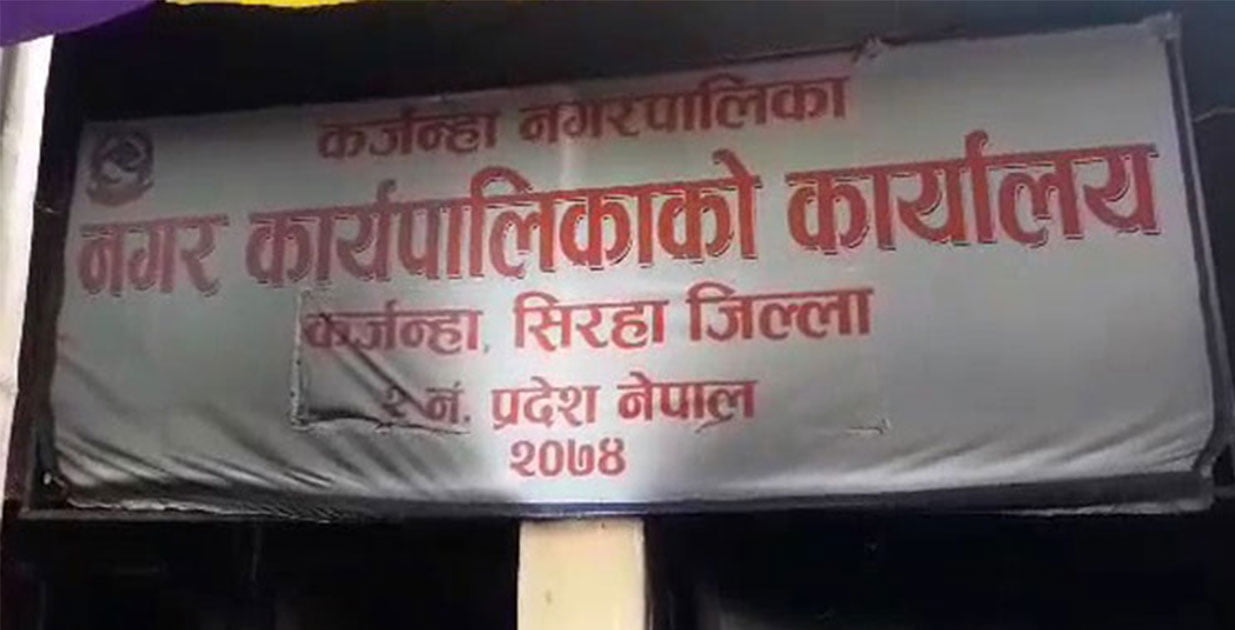 कर्जन्हा नगरपालिका
नगर कार्यपालिकाको कार्यालय
कर्जन्हा, सिरहा जिल्ला
२ नं. प्रदेश नेपाल
२०७४